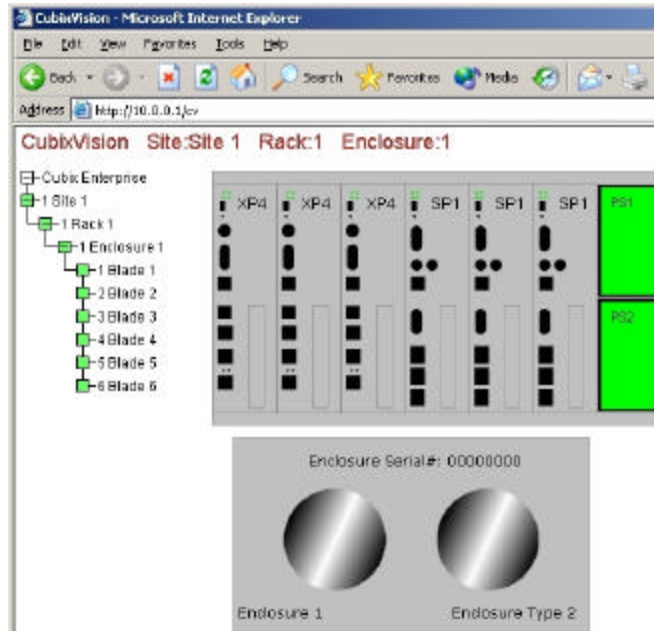 CubixVision - Microsoft Internet Explorer
File Edit View Favorites Tools Help
Back Search Favorites Media
Address http://10.0.0.1/cv
CubixVision Site:Site 1 Rack:1 Enclosure:1
Cubix Enterprise
1 Site 1
1 Rack 1
1 Enclosure 1
1 Blade 1
2 Blade 2
3 Blade 3
4 Blade 4
5 Blade 5
6 Blade 6
XP4 XP4 XP4 SP1 SP1 SP1 PS1
PS2
Enclosure Serial#: 00000000
Enclosure 1 Enclosure Type 2